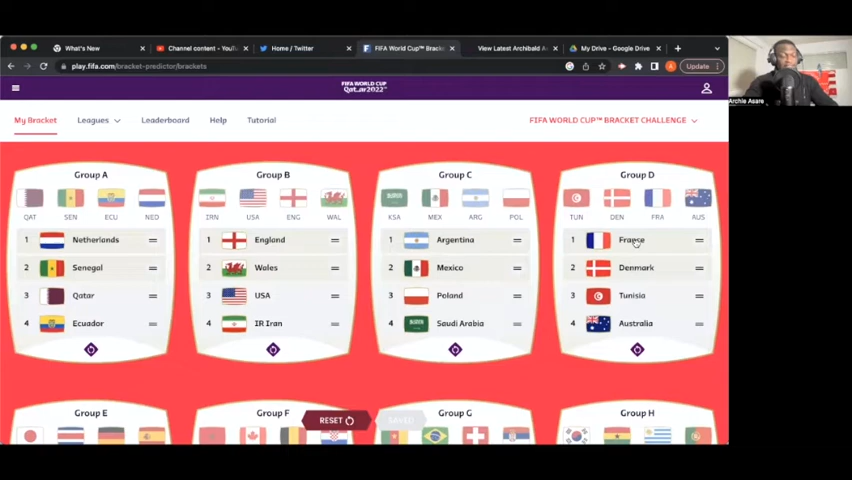 What's New
Channel content - YouTu
Home / Twitter
FIFA World Cup™ Brack
View Latest Archibald As
My Drive - Google Drive
play.fifa.com/bracket-predictor/brackets
Update
FIFA WORLD CUP
Qatar2022
Archie Asare
My Bracket
Leagues
Leaderboard
Help
Tutorial
FIFA WORLD CUP™ BRACKET CHALLENGE
Group A
QAT SEN ECU NED
1 Netherlands
2 Senegal
3 Qatar
4 Ecuador
Group B
IRN USA ENG WAL
1 England
2 Wales
3 USA
4 IR Iran
Group C
KSA MEX ARG POL
1 Argentina
2 Mexico
3 Poland
4 Saudi Arabia
Group D
TUN DEN FRA AUS
1 France
2 Denmark
3 Tunisia
4 Australia
Group E
Group F
Group G
Group H
RESET
SAVED